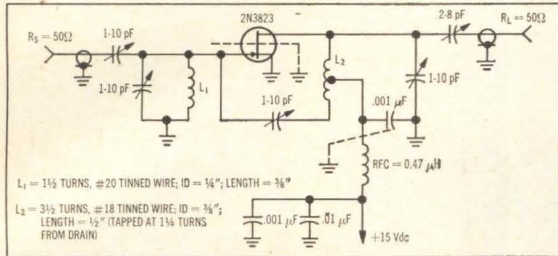 R_S = 50Ω
1-10 pF
2N3823
2-8 pF
R_L = 50Ω
1-10 pF
L_1
L_2
1-10 pF
1-10 pF
.001 μF
RFC = 0.47 μH
L_1 = 1½ TURNS, #20 TINNED WIRE; ID = ¼"; LENGTH = ⅜"
L_2 = 3½ TURNS, #18 TINNED WIRE; ID = ⅜";
LENGTH = ½" (TAPPED AT 1¼ TURNS
FROM DRAIN)
.001 μF
.01 μF
+15 Vdc